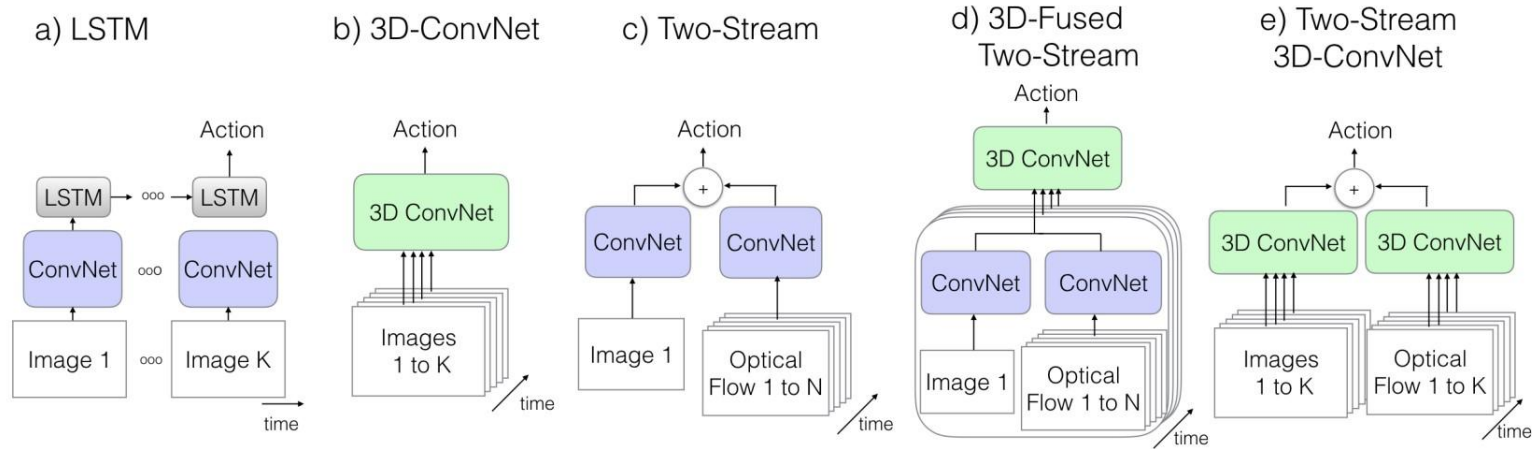 a) LSTM
Action
LSTM
ooo
LSTM
ConvNet
ooo
ConvNet
Image 1
ooo
Image K
time
b) 3D-ConvNet
Action
3D ConvNet
Images
1 to K
time
c) Two-Stream
Action
+
ConvNet
ConvNet
Image 1
Optical
Flow 1 to N
time
d) 3D-Fused
Two-Stream
Action
3D ConvNet
ConvNet
ConvNet
Image 1
Optical
Flow 1 to N
time
e) Two-Stream
3D-ConvNet
Action
+
3D ConvNet
3D ConvNet
Images
1 to K
Optical
Flow 1 to K
time